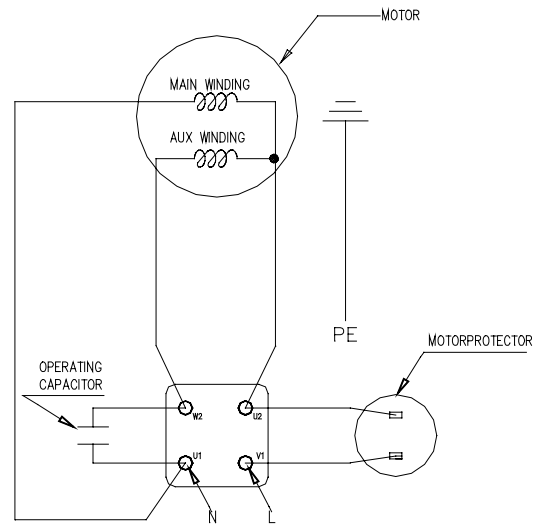 MOTOR
MAIN WINDING
AUX WINDING
PE
MOTORPROTECTOR
OPERATING
CAPACITOR
W2
U2
U1
V1
N
L